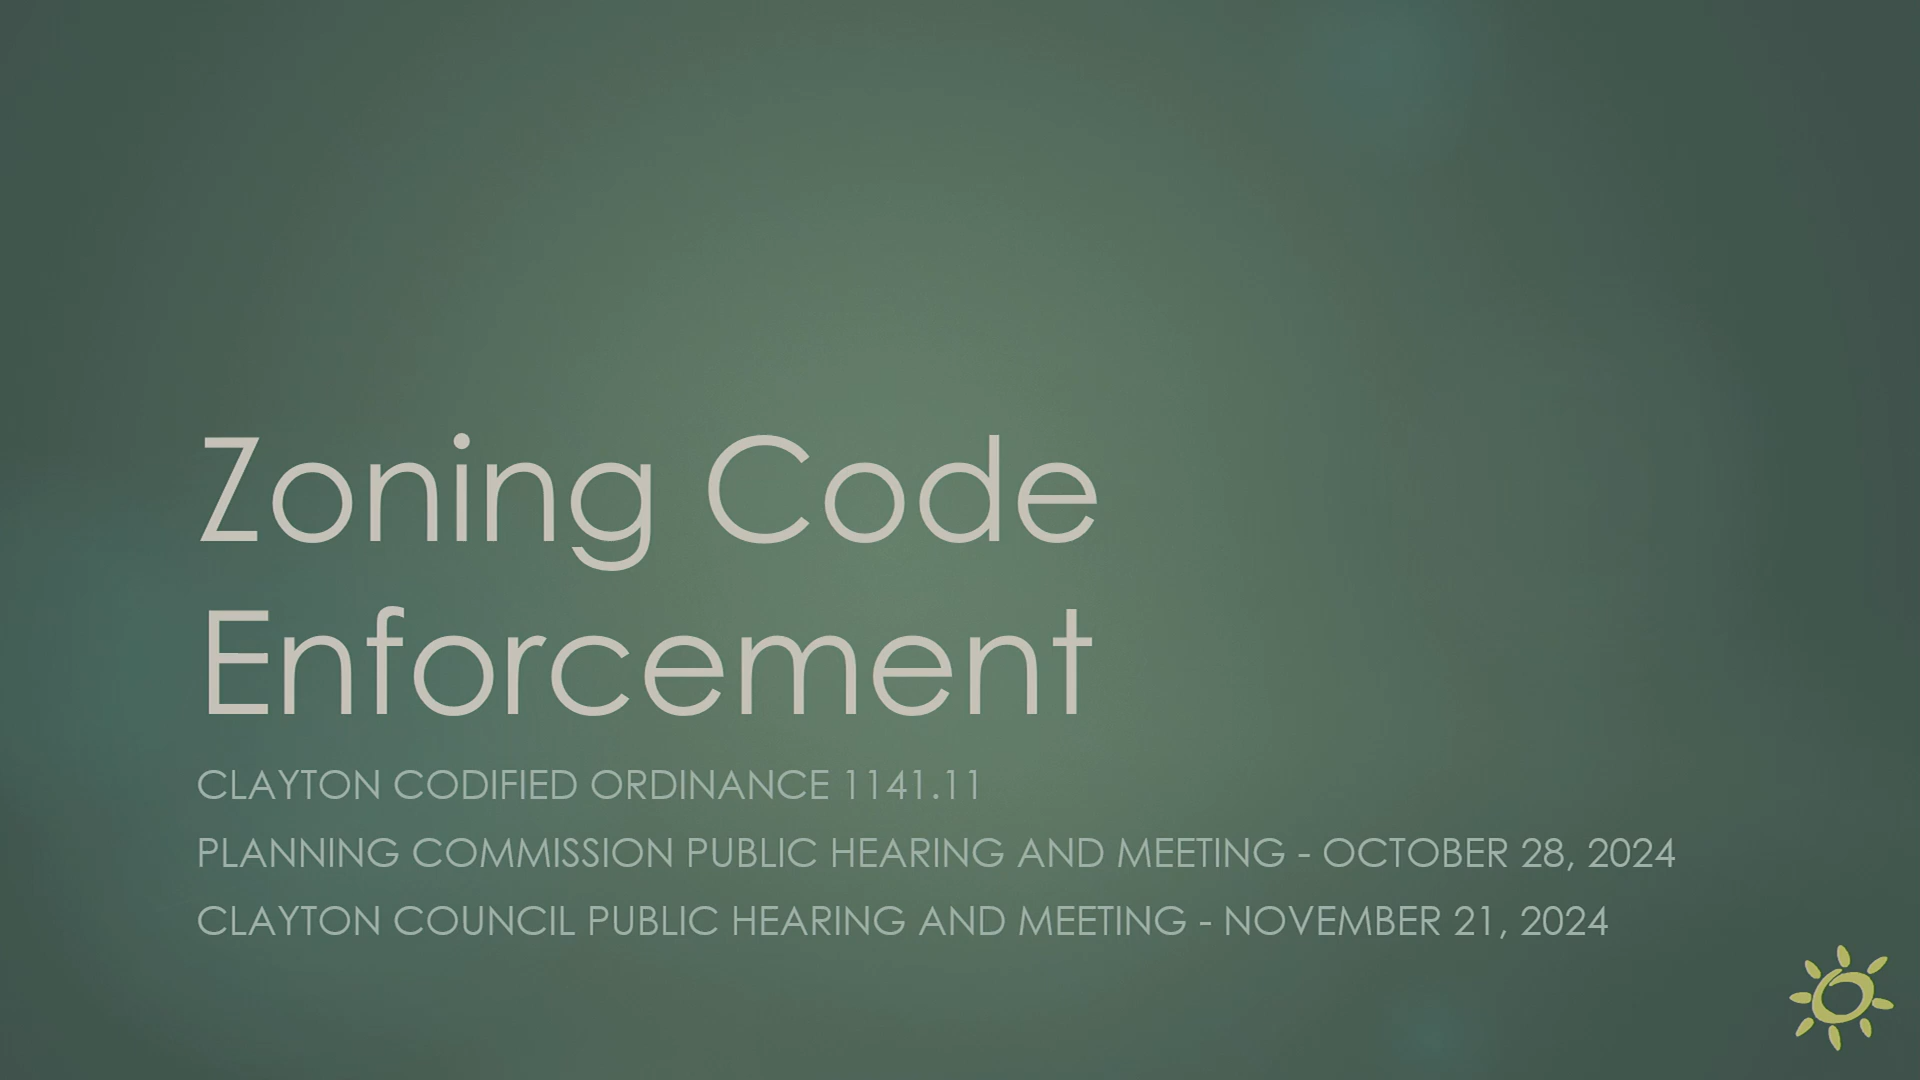 Zoning Code
Enforcement
CLAYTON CODIFIED ORDINANCE 1141.11
PLANNING COMMISSION PUBLIC HEARING AND MEETING - OCTOBER 28, 2024
CLAYTON COUNCIL PUBLIC HEARING AND MEETING - NOVEMBER 21, 2024